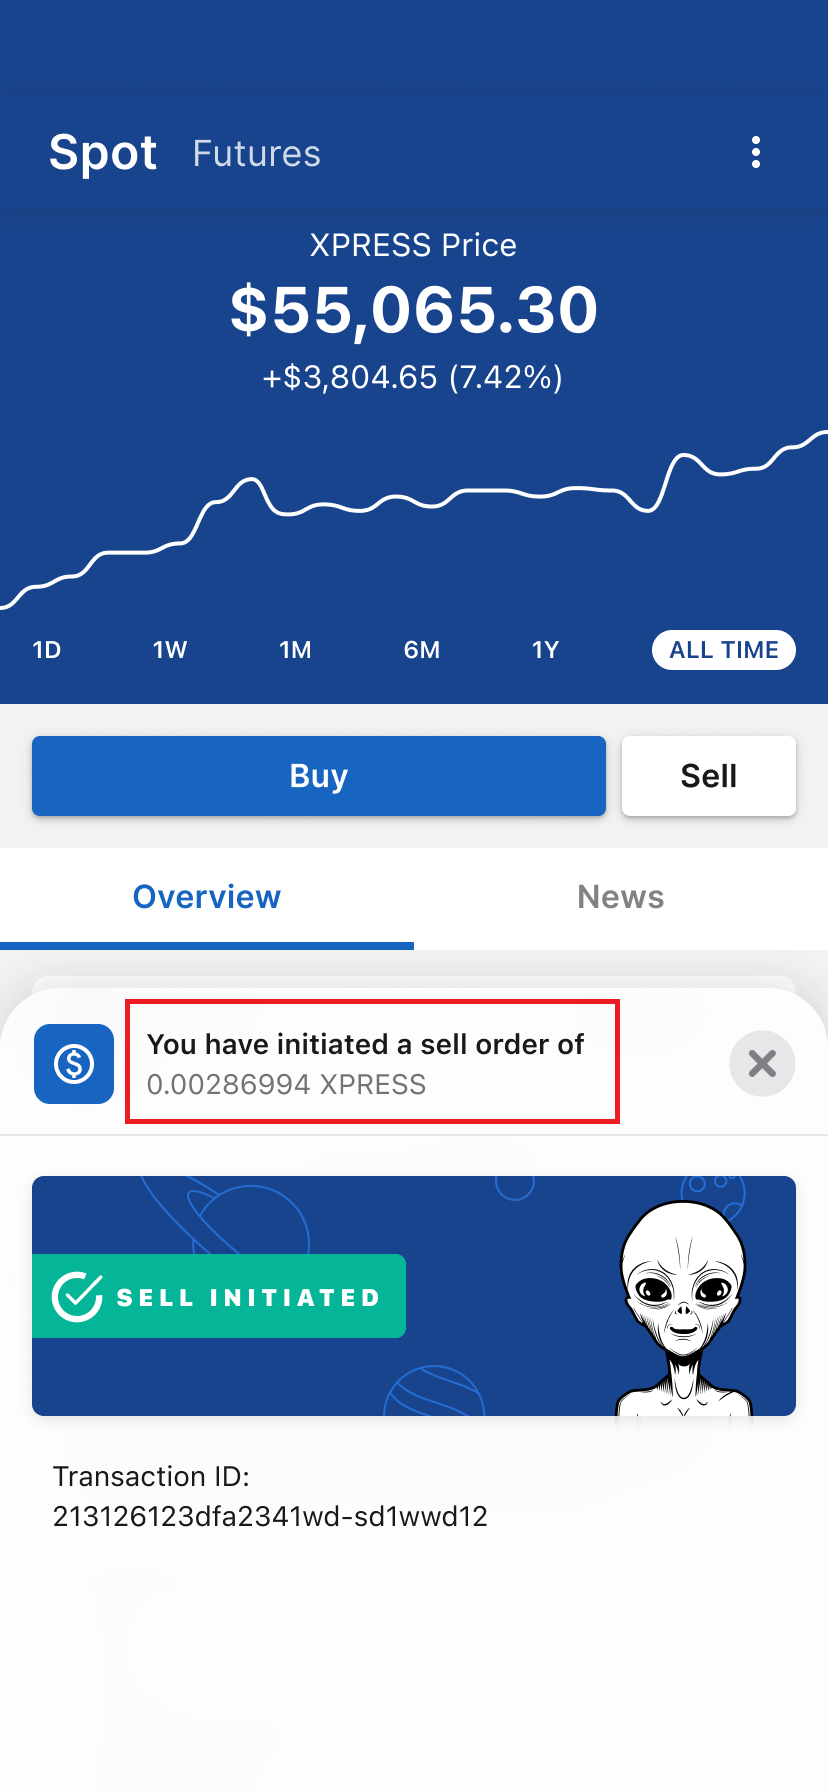 Spot Futures
XPRESS Price
$55,065.30
+$3,804.65 (7.42%)
1D 1W 1M 6M 1Y ALL TIME
Buy Sell
Overview News
You have initiated a sell order of
0.00286994 XPRESS
SELL INITIATED
Transaction ID:
213126123dfa2341wd-sd1wwd12